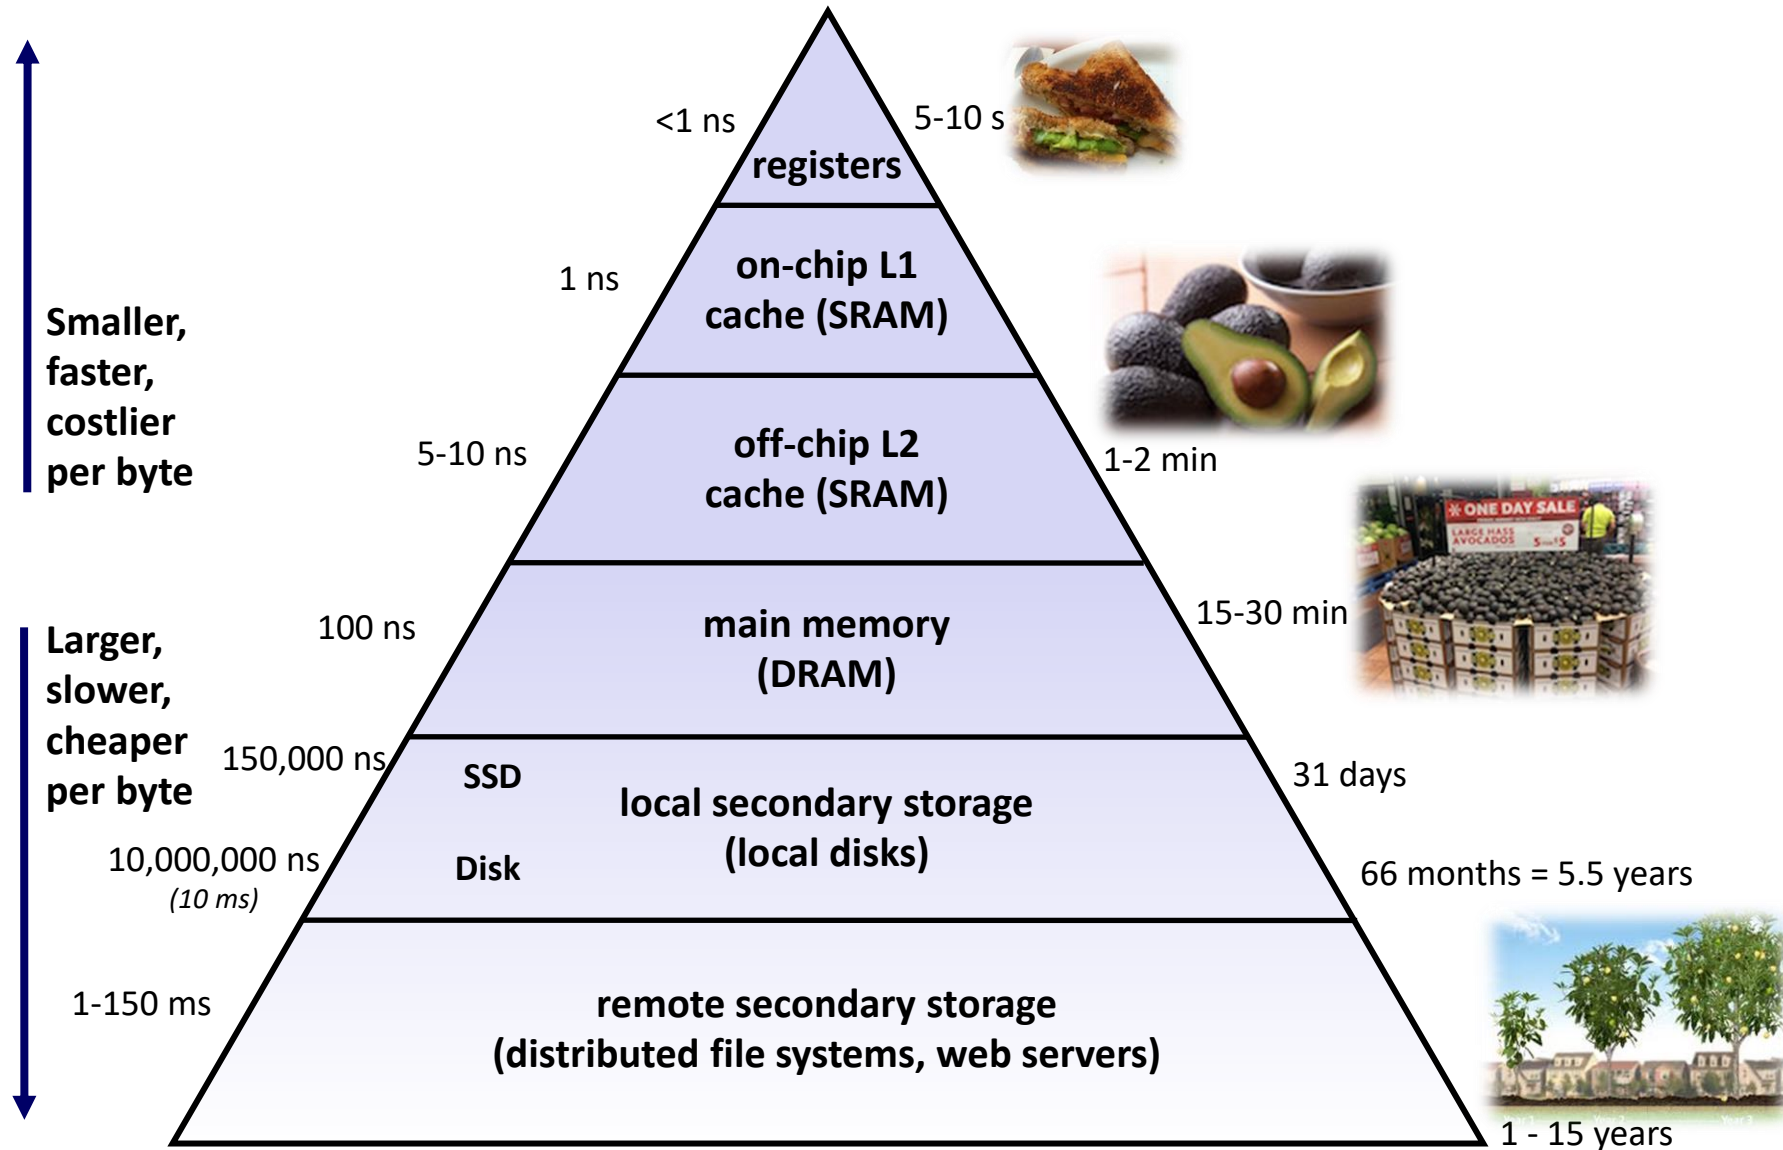 <1 ns
5-10 s
registers
1 ns
on-chip L1
cache (SRAM)
Smaller,
faster,
costlier
per byte
5-10 ns
off-chip L2
cache (SRAM)
1-2 min
* ONE DAY SALE
LARGE HASS
AVOCADOS
5 FOR $5
100 ns
main memory
(DRAM)
15-30 min
Larger,
slower,
cheaper
per byte
150,000 ns
SSD
31 days
local secondary storage
(local disks)
10,000,000 ns
(10 ms)
Disk
66 months = 5.5 years
1-150 ms
remote secondary storage
(distributed file systems, web servers)
1 - 15 years